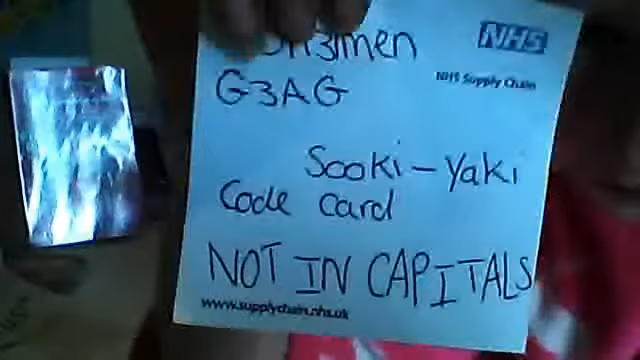 NHS
NHS Supply Chain
G3AG
Sooki-Yaki
Code card
NOT IN CAPITALS
www.supplychain.nhs.uk